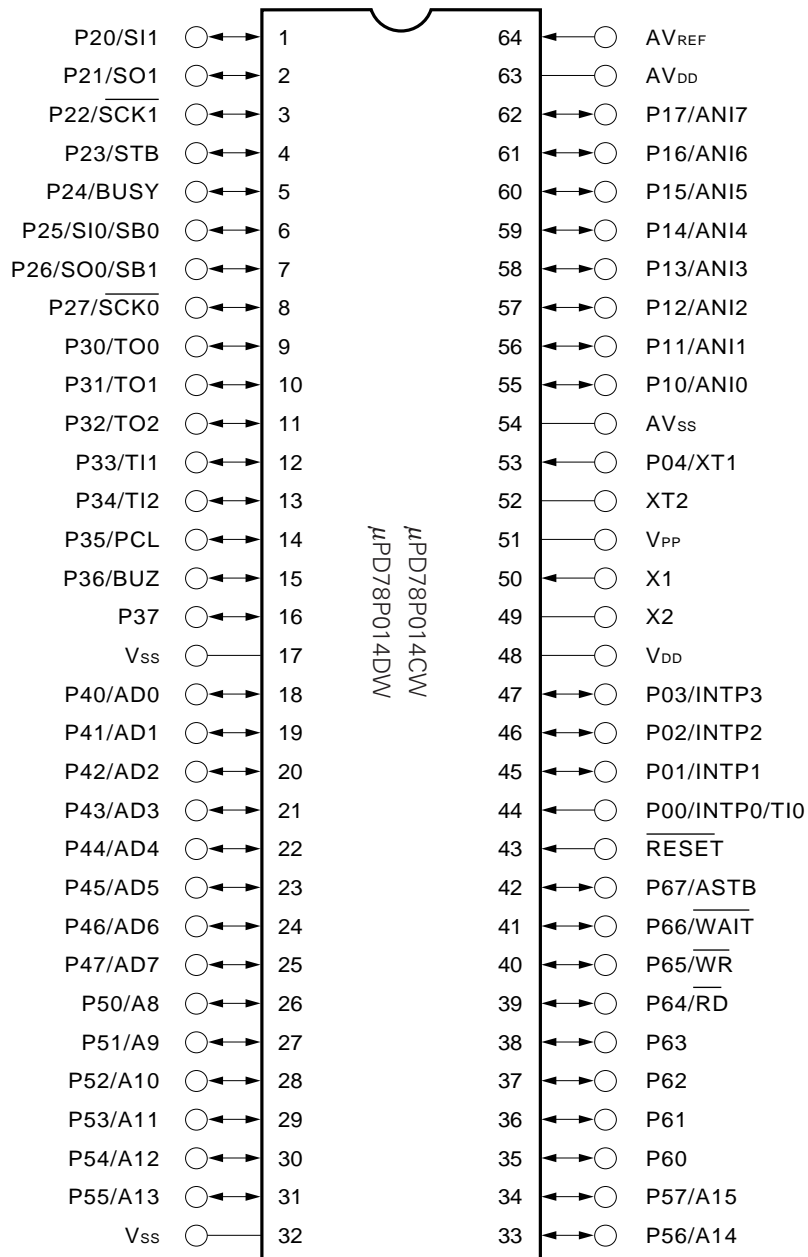 P20/SI1 1 64 AVREF
P21/SO1 2 63 AVDD
P22/SCK1 3 62 P17/ANI7
P23/STB 4 61 P16/ANI6
P24/BUSY 5 60 P15/ANI5
P25/SI0/SB0 6 59 P14/ANI4
P26/SO0/SB1 7 58 P13/ANI3
P27/SCK0 8 57 P12/ANI2
P30/TO0 9 56 P11/ANI1
P31/TO1 10 55 P10/ANI0
P32/TO2 11 54 AVSS
P33/TI1 12 53 P04/XT1
P34/TI2 13 52 XT2
P35/PCL 14 51 VPP
P36/BUZ 15 50 X1
P37 16 49 X2
VSS 17 48 VDD
P40/AD0 18 47 P03/INTP3
P41/AD1 19 46 P02/INTP2
P42/AD2 20 45 P01/INTP1
P43/AD3 21 44 P00/INTP0/TI0
P44/AD4 22 43 RESET
P45/AD5 23 42 P67/ASTB
P46/AD6 24 41 P66/WAIT
P47/AD7 25 40 P65/WR
P50/A8 26 39 P64/RD
P51/A9 27 38 P63
P52/A10 28 37 P62
P53/A11 29 36 P61
P54/A12 30 35 P60
P55/A13 31 34 P57/A15
VSS 32 33 P56/A14
μPD78P014CW
μPD78P014DW